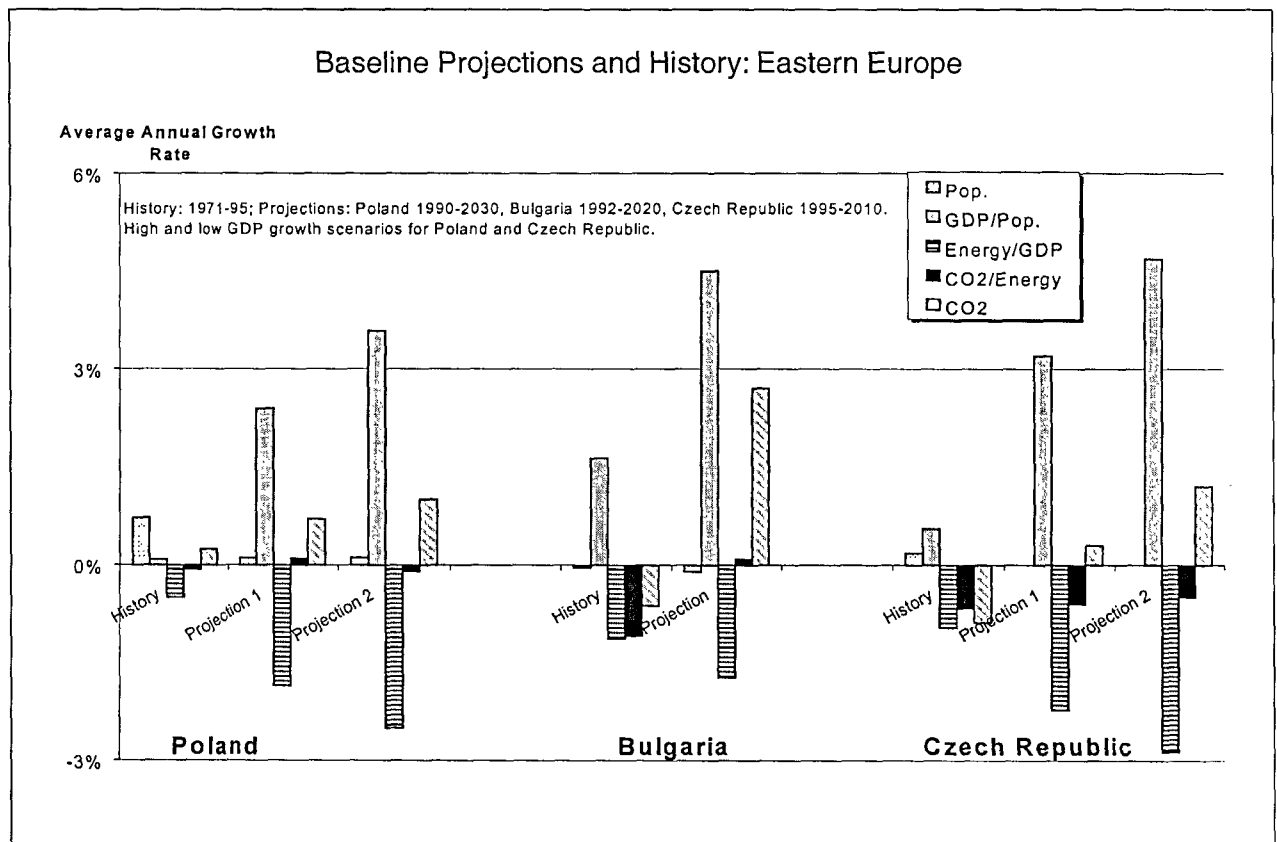 Baseline Projections and History: Eastern Europe
Average Annual Growth
Rate
6%
History: 1971-95; Projections: Poland 1990-2030, Bulgaria 1992-2020, Czech Republic 1995-2010.
High and low GDP growth scenarios for Poland and Czech Republic.
Pop.
GDP/Pop.
Energy/GDP
CO2/Energy
CO2
3%
0%
History
Projection 1
Projection 2
History
Projection
History
Projection 1
Projection 2
Poland
Bulgaria
Czech Republic
-3%